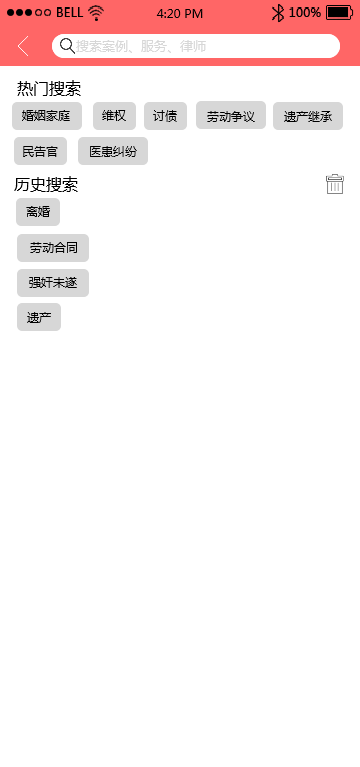 BELL 4:20 PM 100%
搜索案例、服务、律师
热门搜索
婚姻家庭 维权 讨债 劳动争议 遗产继承
民告官 医患纠纷
历史搜索
离婚
劳动合同
强奸未遂
遗产